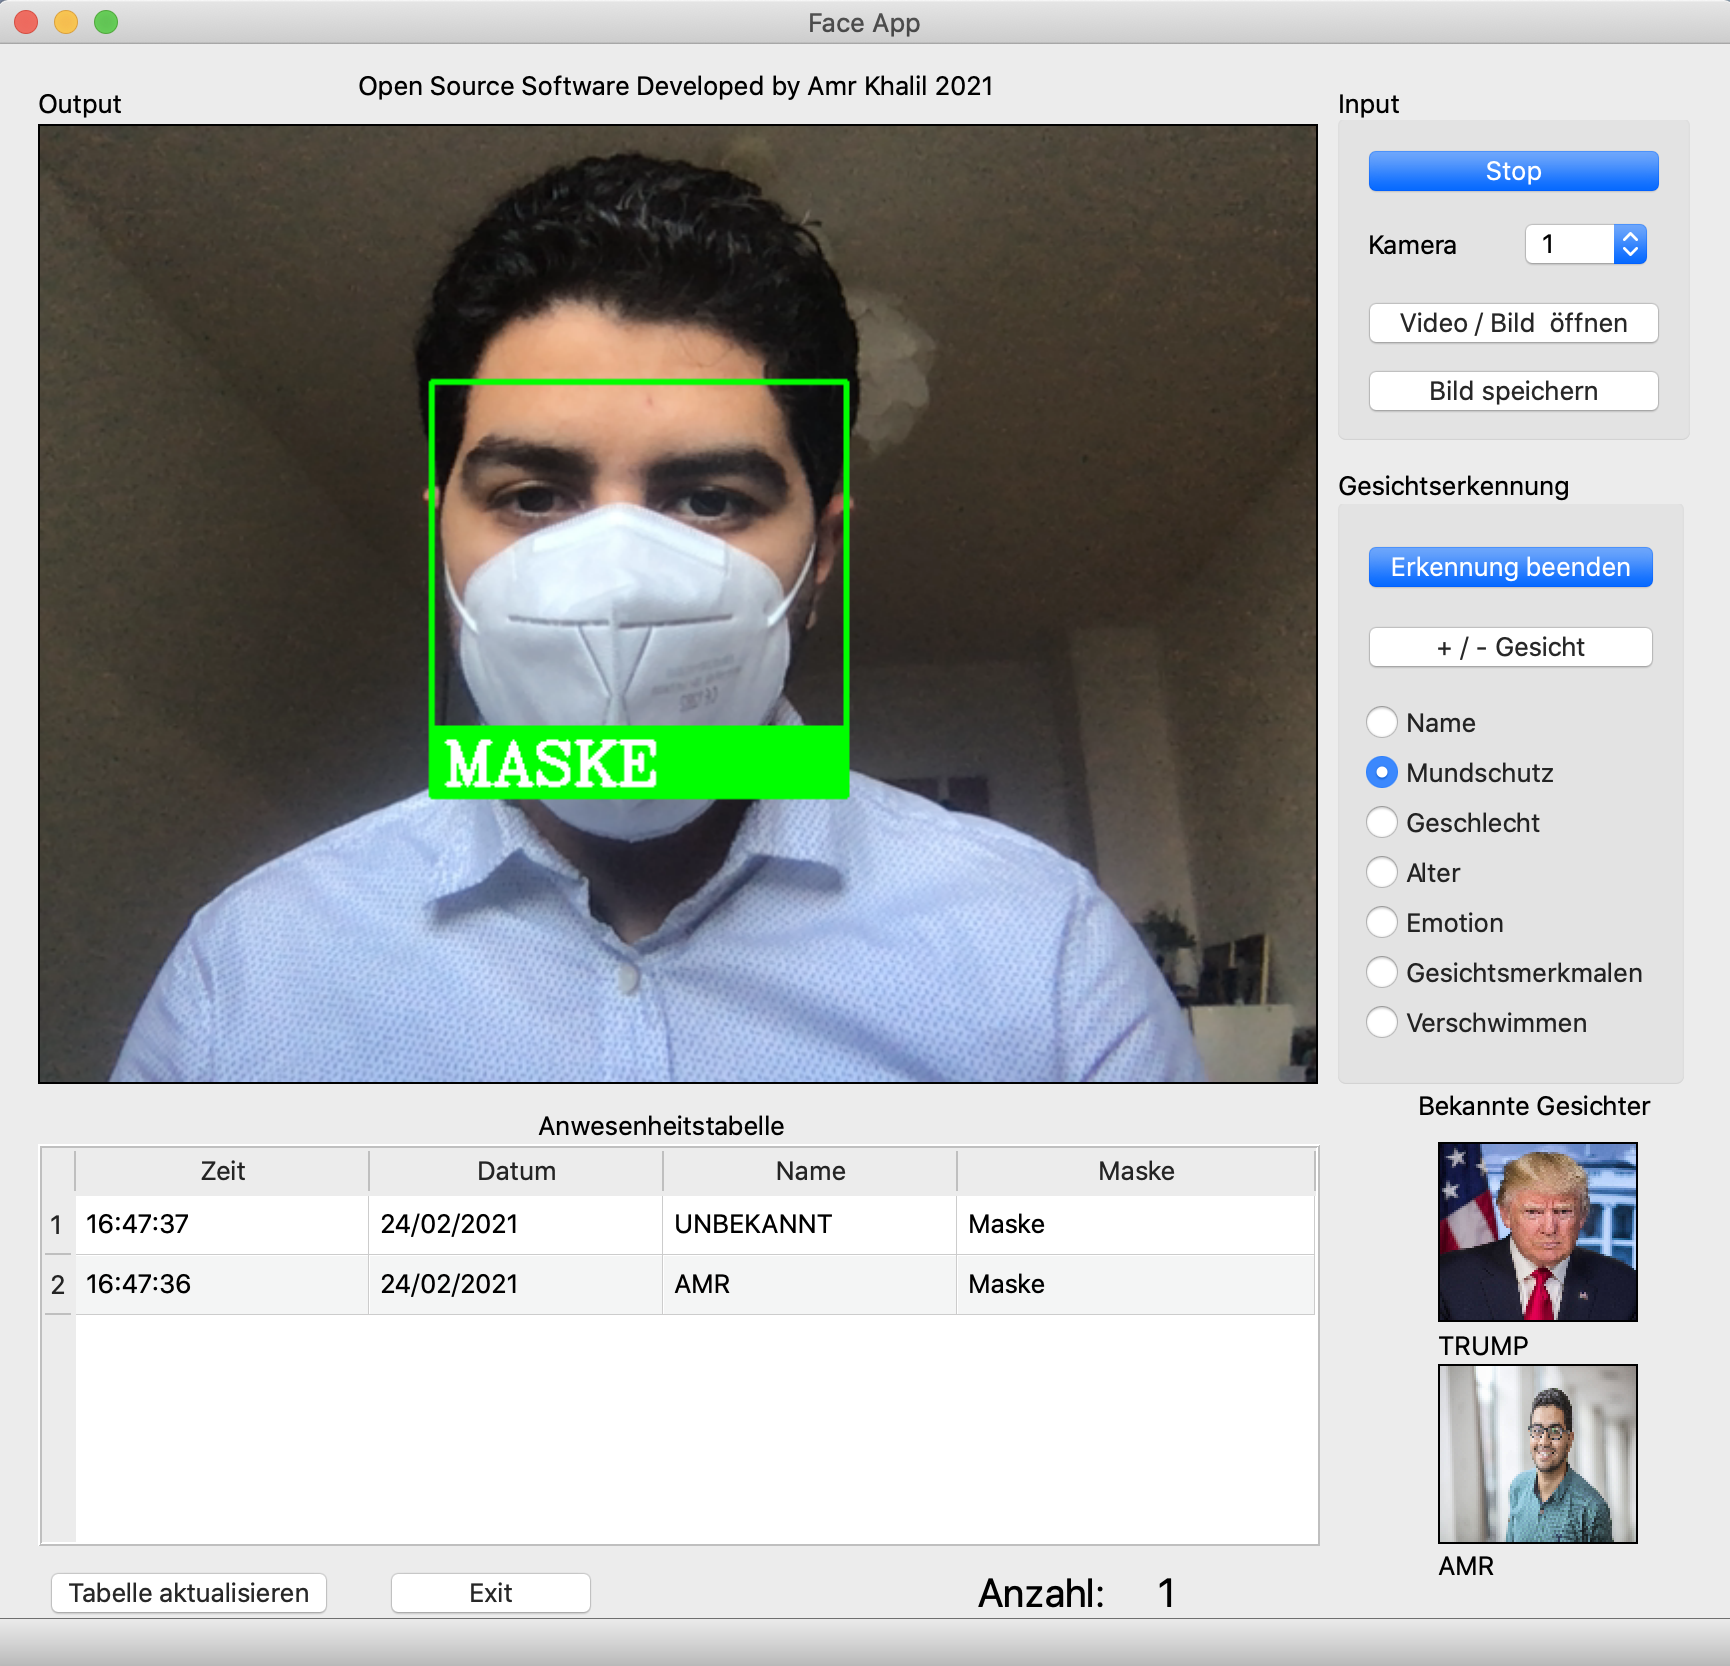 Face App
Open Source Software Developed by Amr Khalil 2021
Output
MASKE
Input
Stop
Kamera 1
Video / Bild öffnen
Bild speichern
Gesichtserkennung
Erkennung beenden
+ / - Gesicht
Name
Mundschutz
Geschlecht
Alter
Emotion
Gesichtsmerkmalen
Verschwimmen
Anwesenheitstabelle
Zeit Datum Name Maske
1 16:47:37 24/02/2021 UNBEKANNT Maske
2 16:47:36 24/02/2021 AMR Maske
Bekannte Gesichter
TRUMP
AMR
Tabelle aktualisieren
Exit
Anzahl: 1